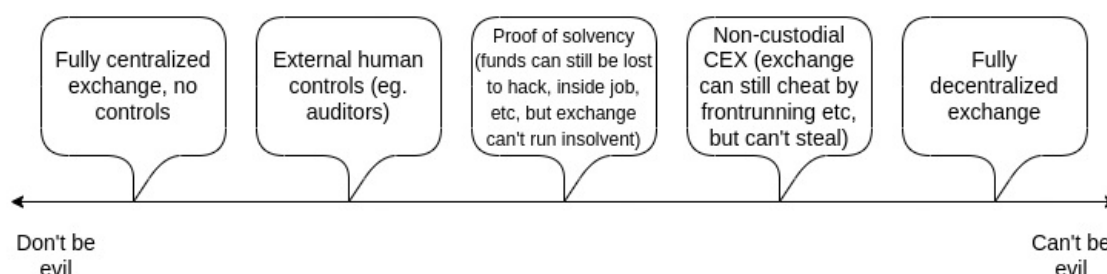 Fully centralized
exchange, no
controls
External human
controls (eg.
auditors)
Proof of solvency
(funds can still be lost
to hack, inside job,
etc, but exchange
can't run insolvent)
Non-custodial
CEX (exchange
can still cheat by
frontrunning etc,
but can't steal)
Fully
decentralized
exchange
Don't be
evil
Can't be
evil